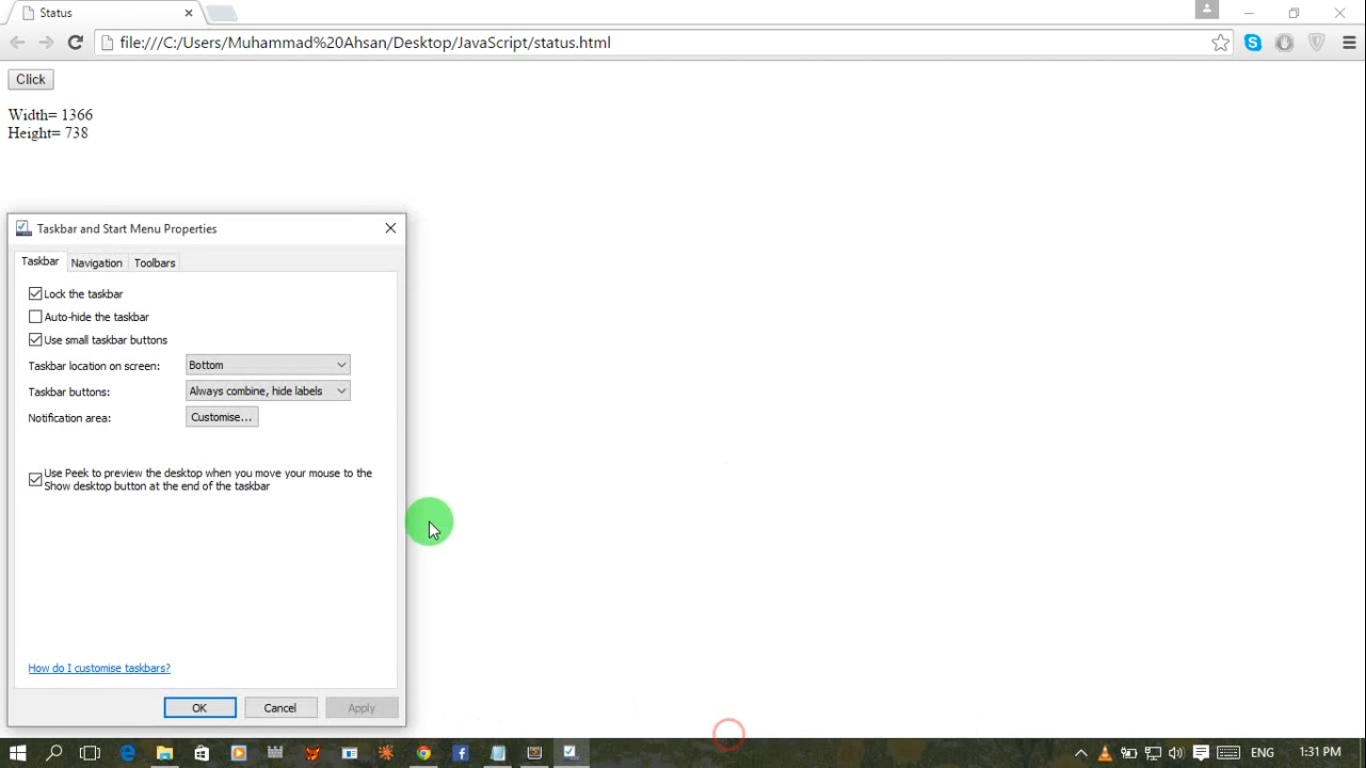 Status
file:///C:/Users/Muhammad%20Ahsan/Desktop/JavaScript/status.html
Click
Width= 1366
Height= 738
Taskbar and Start Menu Properties
Taskbar Navigation Toolbars
Lock the taskbar
Auto-hide the taskbar
Use small taskbar buttons
Taskbar location on screen: Bottom
Taskbar buttons: Always combine, hide labels
Notification area: Customise...
Use Peek to preview the desktop when you move your mouse to the
Show desktop button at the end of the taskbar
How do I customise taskbars?
OK Cancel Apply
ENG 1:31 PM